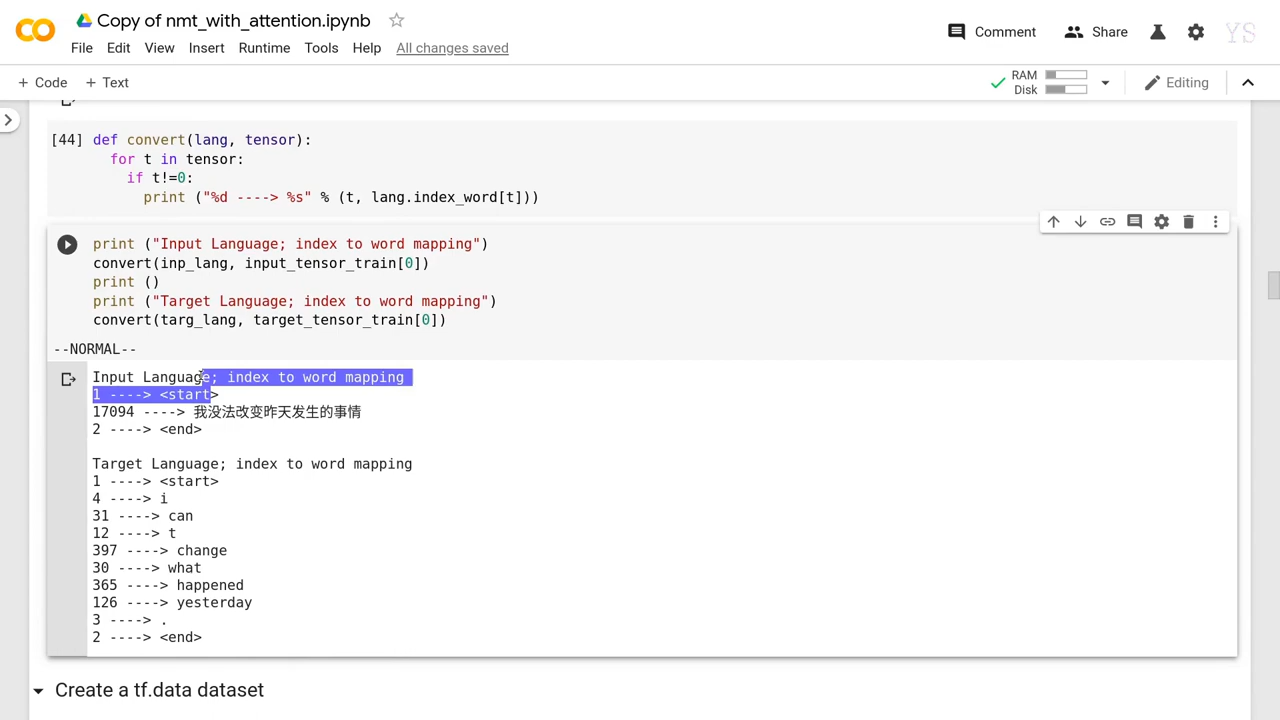 Copy of nmt_with_attention.ipynb
File Edit View Insert Runtime Tools Help All changes saved
Comment Share YS
+ Code + Text
RAM
Disk
Editing
[44] def convert(lang, tensor):
for t in tensor:
if t!=0:
print ("%d ----> %s" % (t, lang.index_word[t]))
print ("Input Language; index to word mapping")
convert(inp_lang, input_tensor_train[0])
print ()
print ("Target Language; index to word mapping")
convert(targ_lang, target_tensor_train[0])
--NORMAL--
Input Language; index to word mapping
1 ----> <start>
17094 ----> 我没法改变昨天发生的事情
2 ----> <end>
Target Language; index to word mapping
1 ----> <start>
4 ----> i
31 ----> can
12 ----> t
397 ----> change
30 ----> what
365 ----> happened
126 ----> yesterday
3 ----> .
2 ----> <end>
Create a tf.data dataset